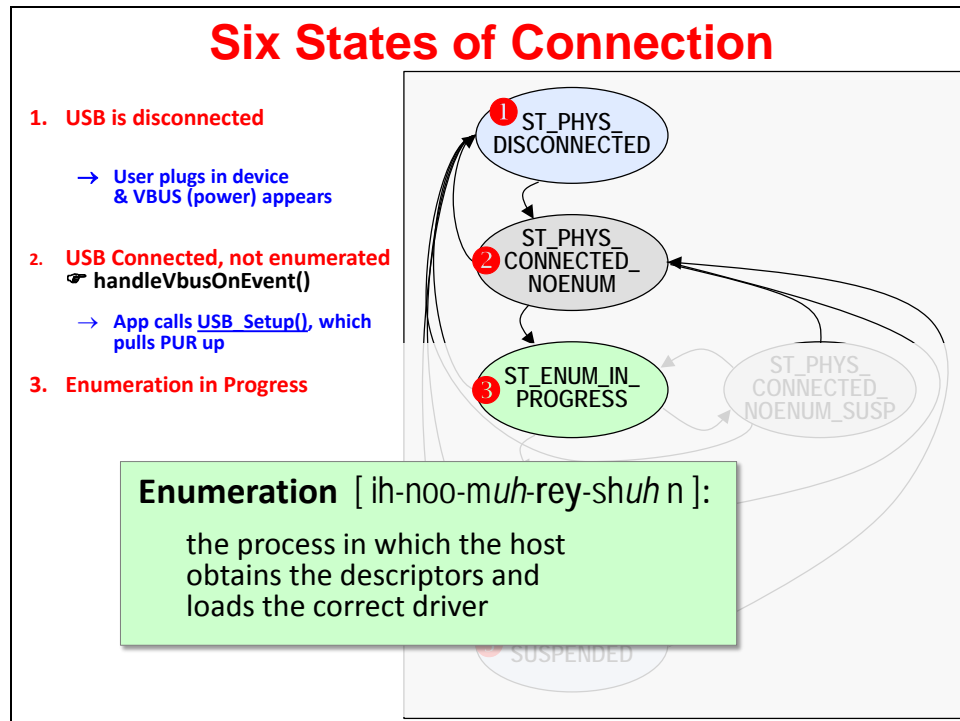 Six States of Connection
1. USB is disconnected
→ User plugs in device
& VBUS (power) appears
2. USB Connected, not enumerated
☞ handleVbusOnEvent()
→ App calls USB_Setup(), which
pulls PUR up
3. Enumeration in Progress
1
ST_PHYS_
DISCONNECTED
2
ST_PHYS_
CONNECTED_
NOENUM
3
ST_ENUM_IN_
PROGRESS
ST_PHYS_
CONNECTED_
NOENUM_SUSP
Enumeration [ ih-noo-muh-rey-shuh n ]:
the process in which the host
obtains the descriptors and
loads the correct driver
SUSPENDED